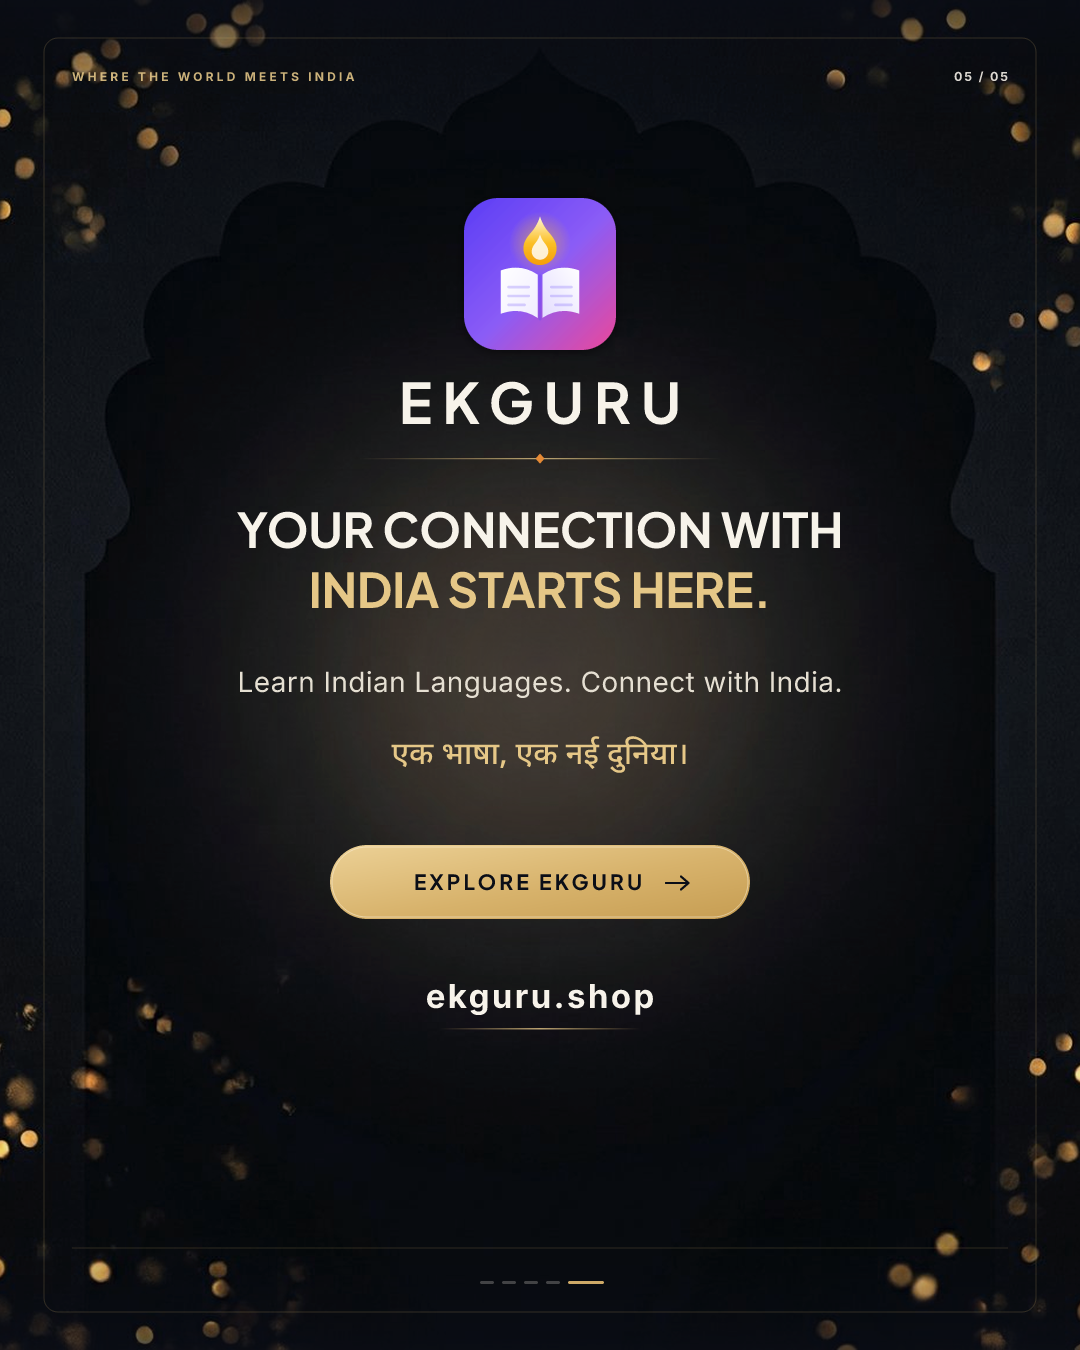 WHERE THE WORLD MEETS INDIA
05 / 05
EKGURU
YOUR CONNECTION WITH
INDIA STARTS HERE.
Learn Indian Languages. Connect with India.
एक भाषा, एक नई दुनिया।
EXPLORE EKGURU →
ekguru.shop